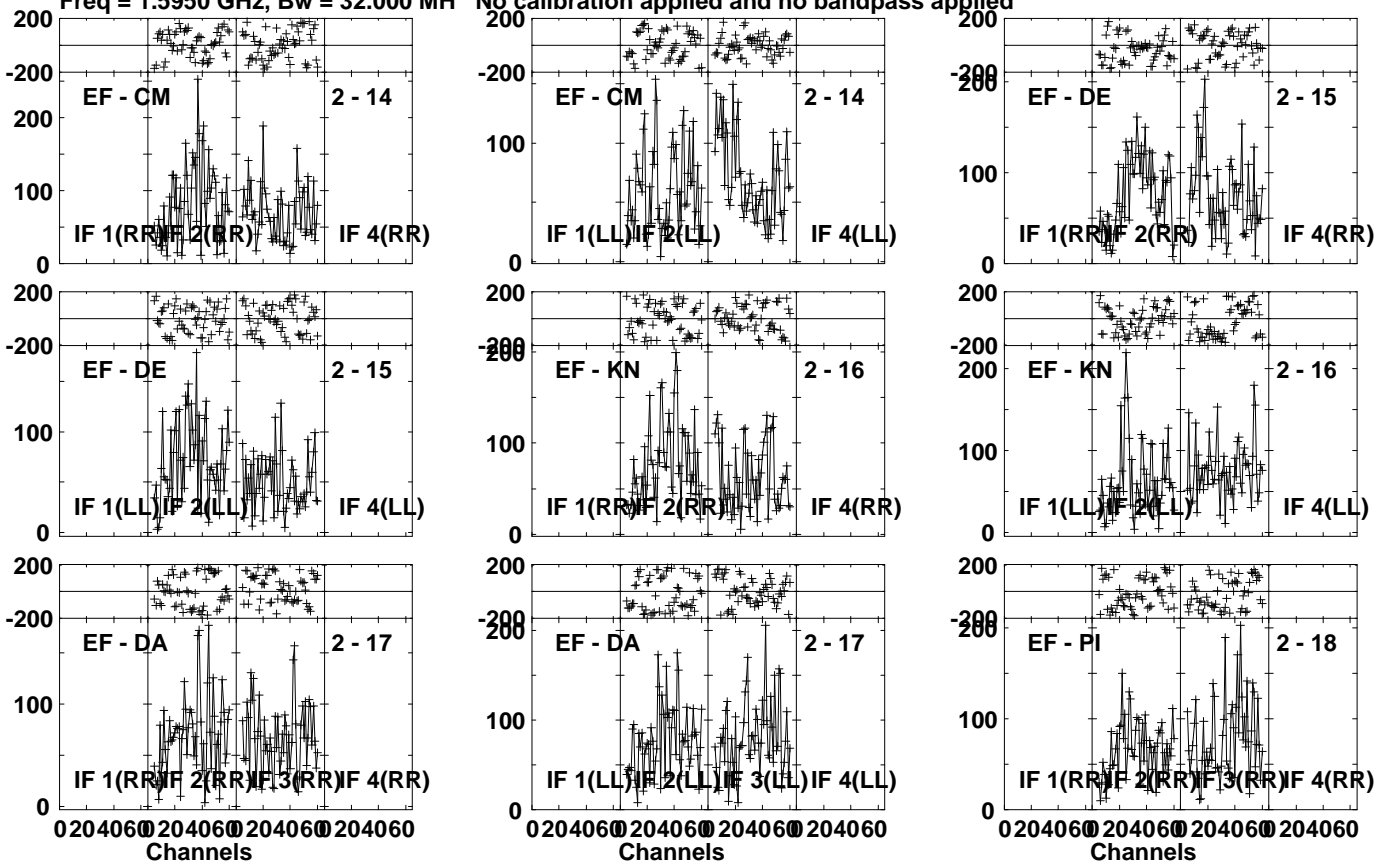 Freq = 1.5950 GHz, Bw = 32.000 MH No calibration applied and no bandpass applied
200 200 200
-200 -200 -200
EF - CM 2 - 14 EF - CM 2 - 14 200 EF - DE 2 - 15
200
100 100 100
IF 1(RR) IF 2(RR) IF 4(RR) IF 1(LL) IF 2(LL) IF 4(LL) IF 1(RR) IF 2(RR) IF 4(RR)
0 0 0
200 200 200
-200 -200 -200
EF - DE 2 - 15 200 EF - KN 2 - 16 200 EF - KN 2 - 16
100 100 100
IF 1(LL) IF 2(LL) IF 4(LL) IF 1(RR) IF 2(RR) IF 4(RR) IF 1(LL) IF 2(LL) IF 4(LL)
0 0 0
200 200 200
-200 -200 -200
EF - DA 2 - 17 200 EF - DA 2 - 17 200 EF - PI 2 - 18
100 100 100
IF 1(RR) IF 2(RR) IF 3(RR) IF 4(RR) IF 1(LL) IF 2(LL) IF 3(LL) IF 4(LL) IF 1(RR) IF 2(RR) IF 3(RR) IF 4(RR)
0 0 0
0 20 40 60 0 20 40 60 0 20 40 60 0 20 40 60 0 20 40 60 0 20 40 60 0 20 40 60 0 20 40 60 0 20 40 60 0 20 40 60 0 20 40 60 0 20 40 60
Channels Channels Channels